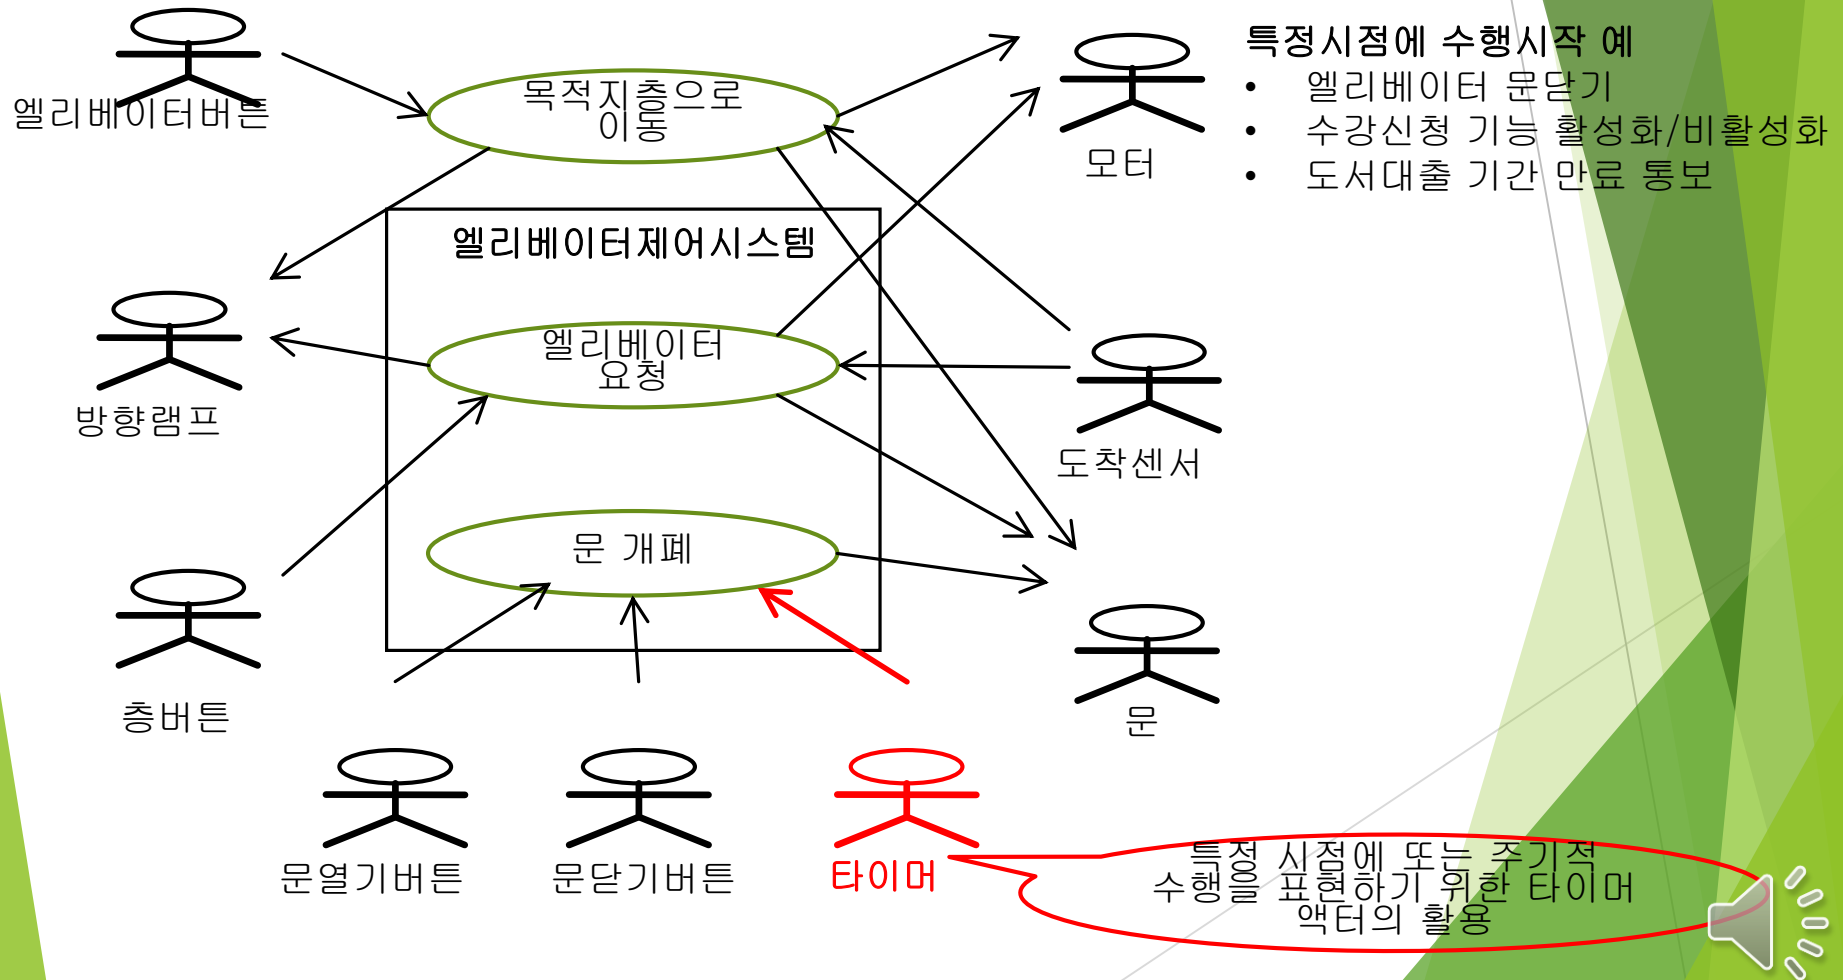 엘리베이터버튼
목적지층으로
이동
모터
특정시점에 수행시작 예
• 엘리베이터 문닫기
• 수강신청 기능 활성화/비활성화
• 도서대출 기간 만료 통보
엘리베이터제어시스템
방향램프
엘리베이터
요청
도착센서
문 개폐
층버튼
문
문열기버튼
문닫기버튼
타이머
특정 시점에 또는 주기적
수행을 표현하기 위한 타이머
액터의 활용